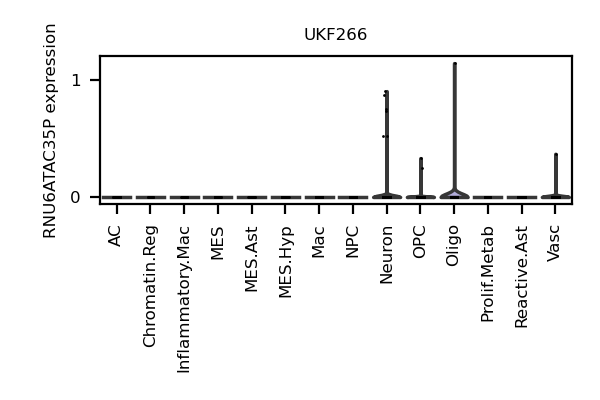 UKF266
RNU6ATAC35P expression
1
0
AC
Chromatin.Reg
Inflammatory.Mac
MES
MES.Ast
MES.Hyp
Mac
NPC
Neuron
OPC
Oligo
Prolif.Metab
Reactive.Ast
Vasc